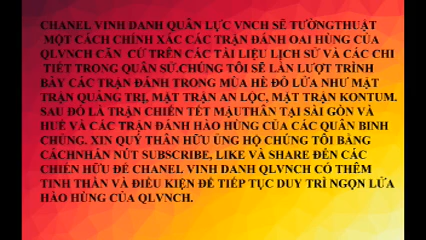 CHANEL VINH DANH QUÂN LỰC VNCH SẼ TƯỜNGTHUẬT
MỘT CÁCH CHÍNH XÁC CÁC TRẬN ĐÁNH OAI HÙNG CỦA
QLVNCH CĂN CỨ TRÊN CÁC TÀI LIỆU LỊCH SỬ VÀ CÁC CHI
TIẾT TRONG QUÂN SỬ.CHÚNG TÔI SẼ LẦN LƯỢT TRÌNH
BÀY CÁC TRẬN ĐÁNH TRONG MÙA HÈ ĐỎ LỬA NHƯ MẶT
TRẬN QUẢNG TRỊ, MẶT TRẬN AN LỘC, MẶT TRẬN KONTUM.
SAU ĐÓ LÀ TRẬN CHIẾN TẾT MẬUTHÂN TẠI SÀI GÒN VÀ
HUẾ VÀ CÁC TRẬN ĐÁNH HÀO HÙNG CỦA CÁC QUÂN BINH
CHỦNG. XIN QUÝ THÂN HỮU ỦNG HỘ CHÚNG TÔI BẰNG
CÁCHNHẤN NÚT SUBSCRIBE, LIKE VÀ SHARE ĐẾN CÁC
CHIẾN HỮU ĐỂ CHANEL VINH DANH QLVNCH CÓ THÊM
TINH THẦN VÀ ĐIỀU KIỆN ĐỂ TIẾP TỤC DUY TRÌ NGỌN LỬA
HÀO HÙNG CỦA QLVNCH.